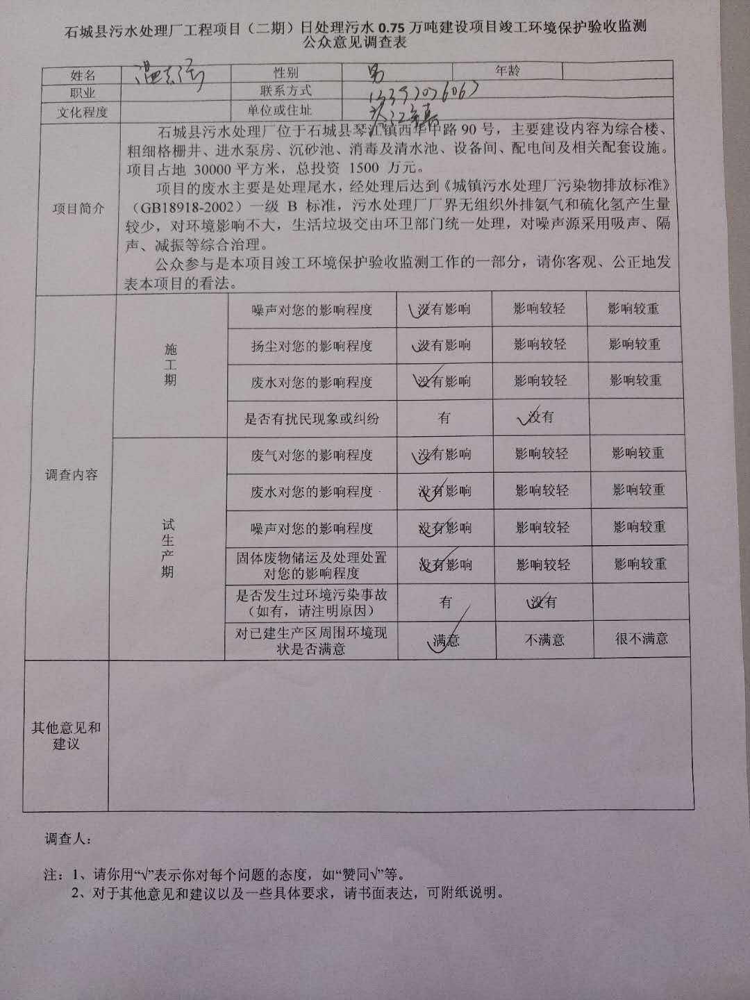 石城县污水处理厂工程项目（二期）日处理污水 0.75 万吨建设项目竣工环境保护验收监测
公众意见调查表
姓名 性别 男 年龄
职业 联系方式
文化程度 单位或住址
石城县污水处理厂位于石城县琴江镇西华中路 90 号，主要建设内容为综合楼、
粗细格栅井、进水泵房、沉砂池、消毒及清水池、设备间、配电间及相关配套设施。
项目占地 30000 平方米，总投资 1500 万元。
项目的废水主要是处理尾水，经处理后达到《城镇污水处理厂污染物排放标准》
项目简介 （GB18918-2002）一级 B 标准，污水处理厂厂界无组织外排氨气和硫化氢产生量
较少，对环境影响不大，生活垃圾交由环卫部门统一处理，对噪声源采用吸声、隔
声、减振等综合治理。
公众参与是本项目竣工环境保护验收监测工作的一部分，请你客观、公正地发
表本项目的看法。
调查内容
施工期
噪声对您的影响程度 √没有影响 影响较轻 影响较重
扬尘对您的影响程度 √没有影响 影响较轻 影响较重
废水对您的影响程度 √没有影响 影响较轻 影响较重
是否有扰民现象或纠纷 有 √没有
试生产期
废气对您的影响程度 √没有影响 影响较轻 影响较重
废水对您的影响程度 √没有影响 影响较轻 影响较重
噪声对您的影响程度 √没有影响 影响较轻 影响较重
固体废物储运及处理处置
对您的影响程度 √没有影响 影响较轻 影响较重
是否发生过环境污染事故
（如有，请注明原因） 有 √没有
对已建生产区周围环境现
状是否满意 √满意 不满意 很不满意
其他意见和
建议
调查人：
注：1、请你用“√”表示你对每个问题的态度，如“赞同√”等。
2、对于其他意见和建议以及一些具体要求，请书面表达，可附纸说明。